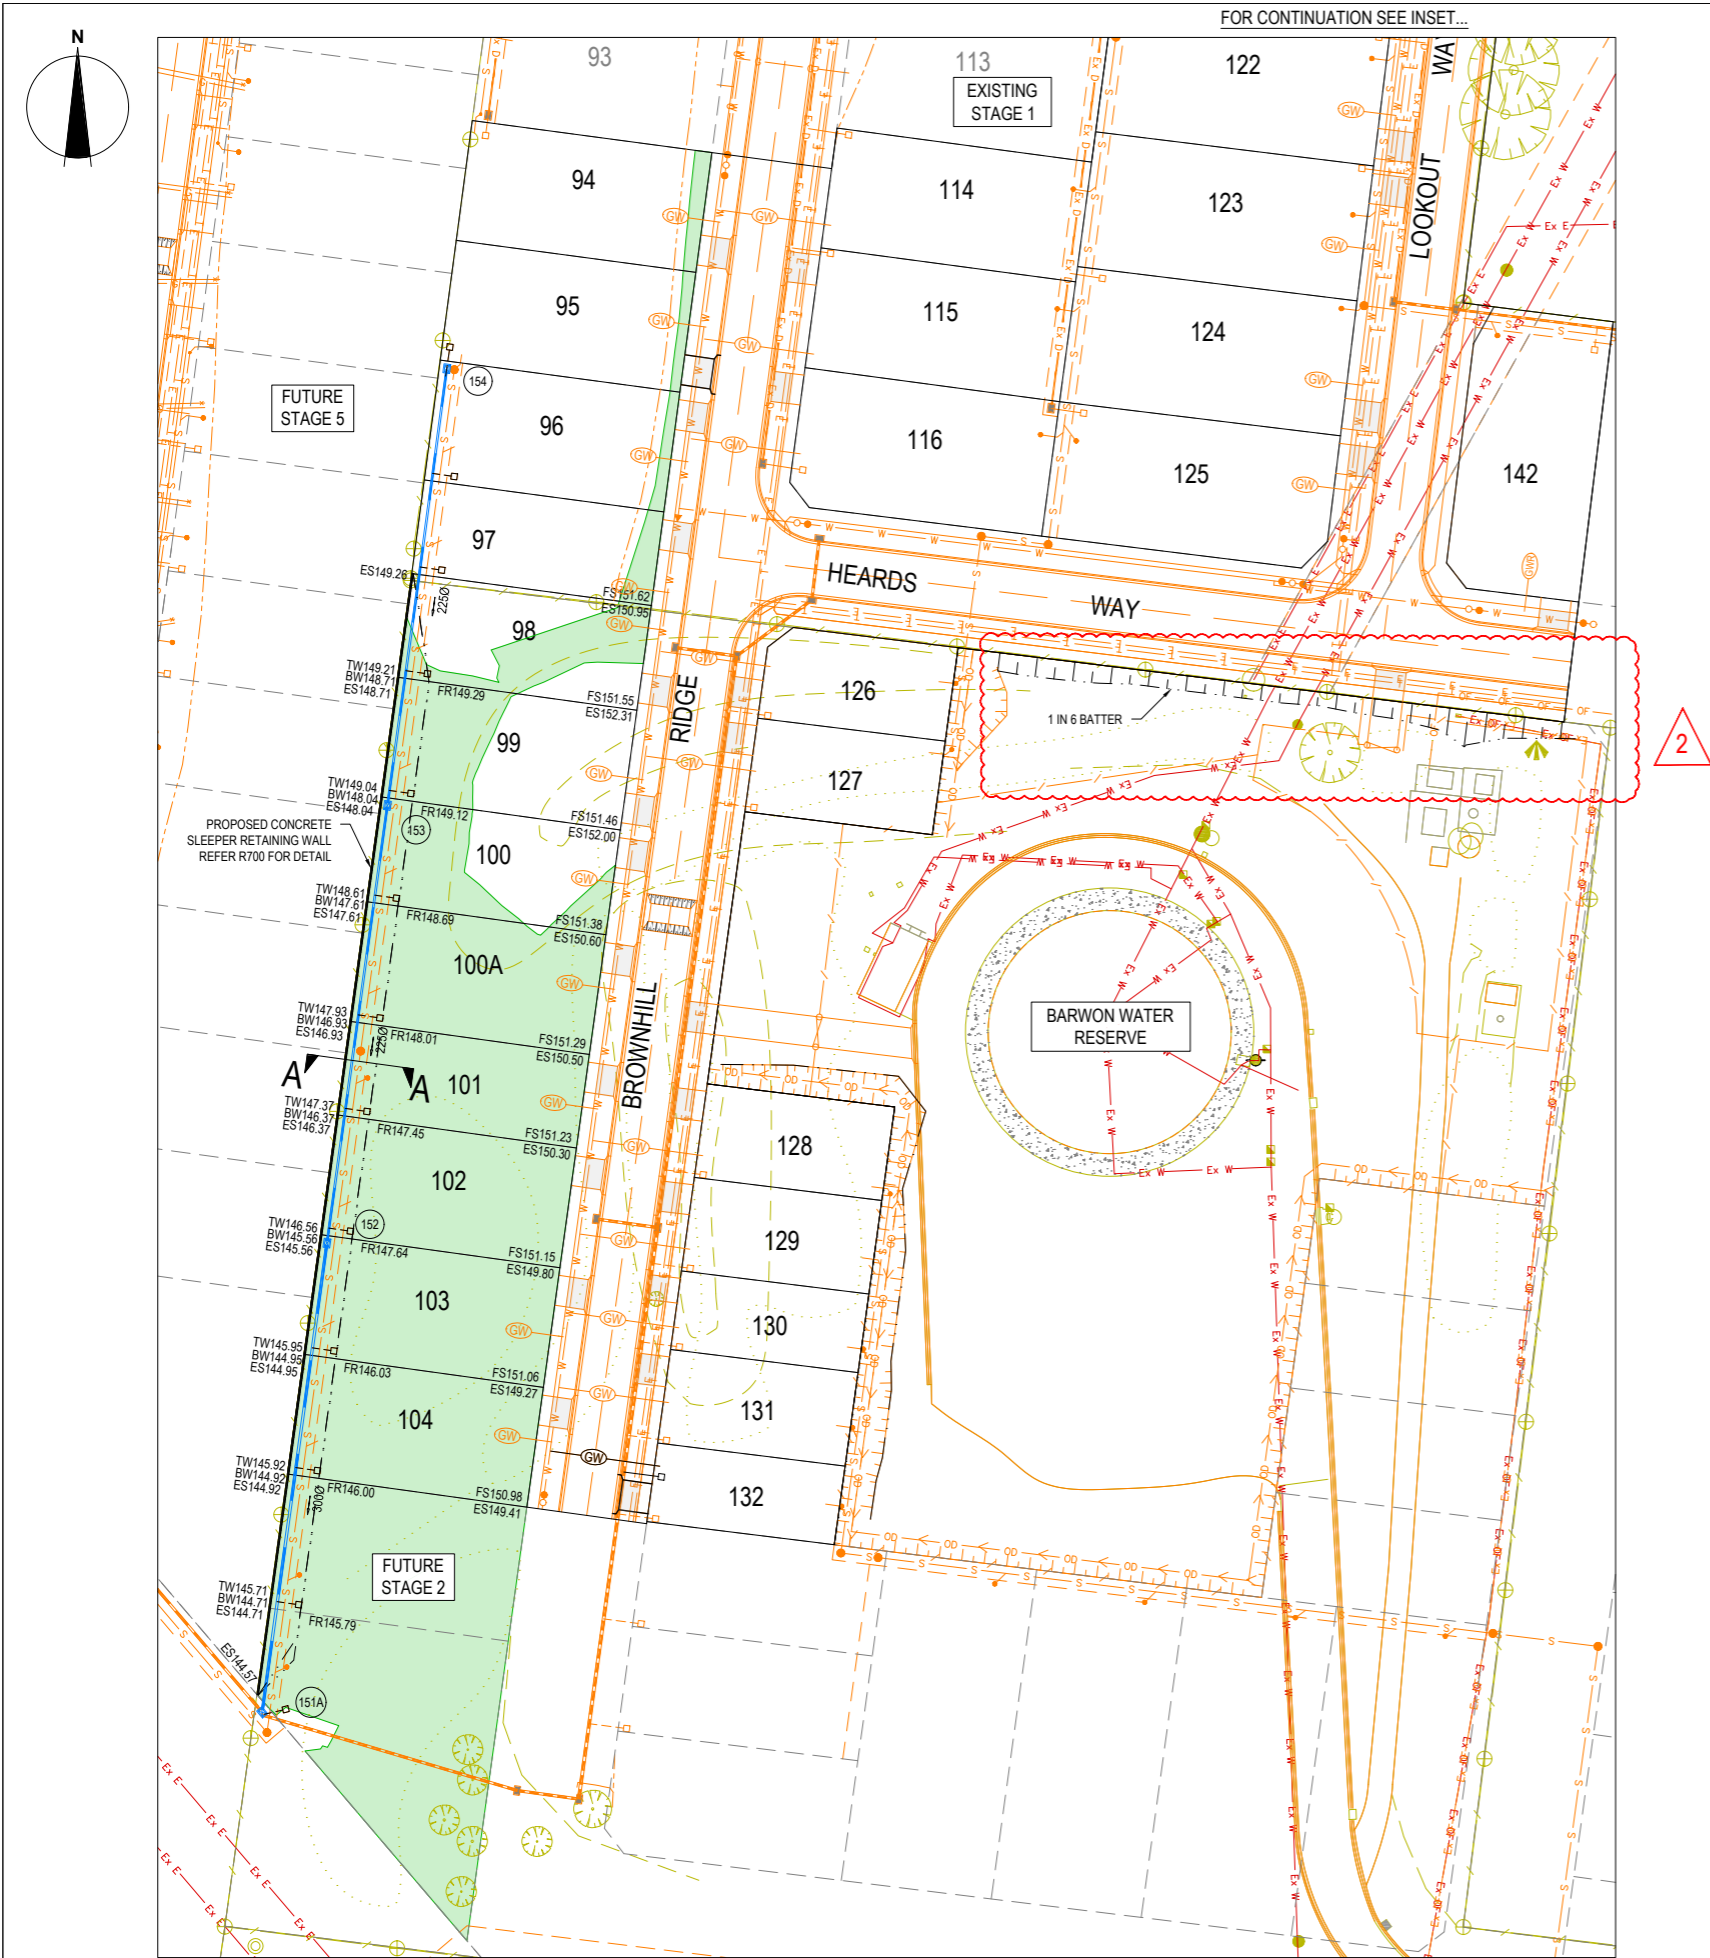 FOR CONTINUATION SEE INSET...
N
93
113
122
EXISTING
STAGE 1
LOOKOUT
94
114
123
95
115
124
FUTURE
STAGE 5
154
96
116
125
142
97
ES149.26
225Ø
FS151.62
ES150.95
HEARDS
WAY
98
TW149.21
BW148.71
ES148.71
FR149.29
FS151.55
ES152.31
RIDGE
126
1 IN 6 BATTER
2
99
127
TW149.04
BW148.04
ES148.04
FR149.12
FS151.46
ES152.00
453
PROPOSED CONCRETE
SLEEPER RETAINING WALL
REFER R700 FOR DETAIL
100
TW148.61
BW147.61
ES147.61
FR148.69
FS151.38
ES150.60
100A
BARWON WATER
RESERVE
TW147.93
BW146.93
ES146.93
FR148.01
225Ø
FS151.29
ES150.50
BROWNHILL
A
A
101
TW147.37
BW146.37
ES146.37
FR147.45
FS151.23
ES150.30
128
102
TW146.56
BW145.56
ES145.56
152
FR147.64
FS151.15
ES149.80
129
103
130
TW145.95
BW144.95
ES144.95
FR146.03
FS151.06
ES149.27
104
131
TW145.92
BW144.92
ES144.92
FR146.00
300Ø
FS150.98
ES149.41
GW
132
FUTURE
STAGE 2
TW145.71
BW144.71
ES144.71
FR145.79
ES144.57
151A